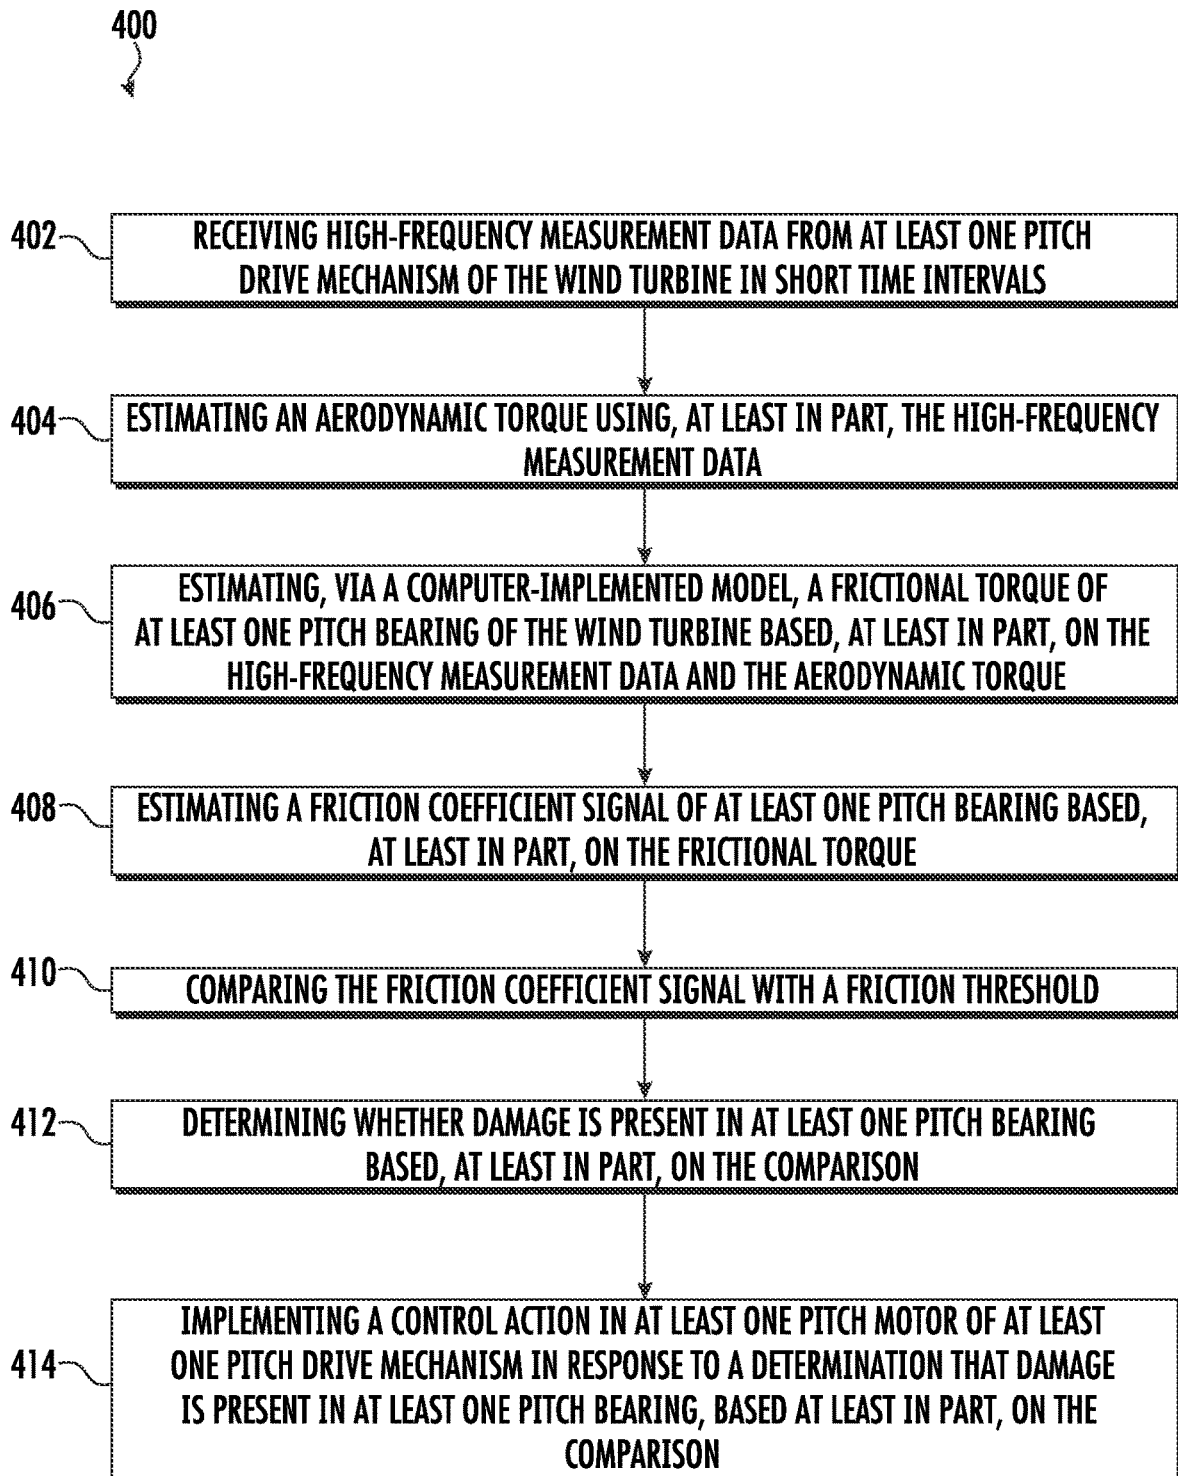 400
402
RECEIVING HIGH-FREQUENCY MEASUREMENT DATA FROM AT LEAST ONE PITCH
DRIVE MECHANISM OF THE WIND TURBINE IN SHORT TIME INTERVALS
404
ESTIMATING AN AERODYNAMIC TORQUE USING, AT LEAST IN PART, THE HIGH-FREQUENCY
MEASUREMENT DATA
406
ESTIMATING, VIA A COMPUTER-IMPLEMENTED MODEL, A FRICTIONAL TORQUE OF
AT LEAST ONE PITCH BEARING OF THE WIND TURBINE BASED, AT LEAST IN PART, ON THE
HIGH-FREQUENCY MEASUREMENT DATA AND THE AERODYNAMIC TORQUE
408
ESTIMATING A FRICTION COEFFICIENT SIGNAL OF AT LEAST ONE PITCH BEARING BASED,
AT LEAST IN PART, ON THE FRICTIONAL TORQUE
410
COMPARING THE FRICTION COEFFICIENT SIGNAL WITH A FRICTION THRESHOLD
412
DETERMINING WHETHER DAMAGE IS PRESENT IN AT LEAST ONE PITCH BEARING
BASED, AT LEAST IN PART, ON THE COMPARISON
414
IMPLEMENTING A CONTROL ACTION IN AT LEAST ONE PITCH MOTOR OF AT LEAST
ONE PITCH DRIVE MECHANISM IN RESPONSE TO A DETERMINATION THAT DAMAGE
IS PRESENT IN AT LEAST ONE PITCH BEARING, BASED AT LEAST IN PART, ON THE
COMPARISON